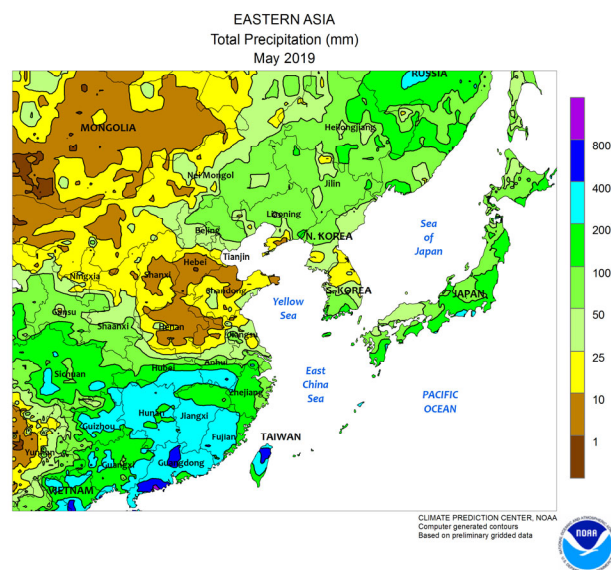 EASTERN ASIA
Total Precipitation (mm)
May 2019
RUSSIA
MONGOLIA
Heilongjiang
Nei Mongol
Jilin
Liaoning
Beijing
N. KOREA
Sea
of
Japan
Tianjin
Hebei
Shanxi
Ningxia
Shandong
S. KOREA
JAPAN
Yellow
Sea
Gansu
Shaanxi
Henan
Jiangsu
Anhui
Hubei
Sichuan
East
China
Sea
Zhejiang
PACIFIC
OCEAN
Hunan
Jiangxi
Guizhou
Fujian
TAIWAN
Yunnan
Guangxi
Guangdong
VIETNAM
800
400
200
100
50
25
10
1
CLIMATE PREDICTION CENTER, NOAA
Computer generated contours
Based on preliminary gridded data
NOAA